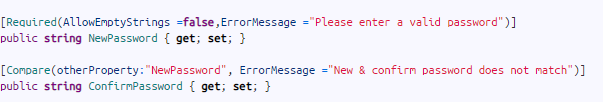 [Required(AllowEmptyStrings =false,ErrorMessage ="Please enter a valid password")]
public string NewPassword { get; set; }
[Compare(otherProperty:"NewPassword", ErrorMessage ="New & confirm password does not match")]
public string ConfirmPassword { get; set; }